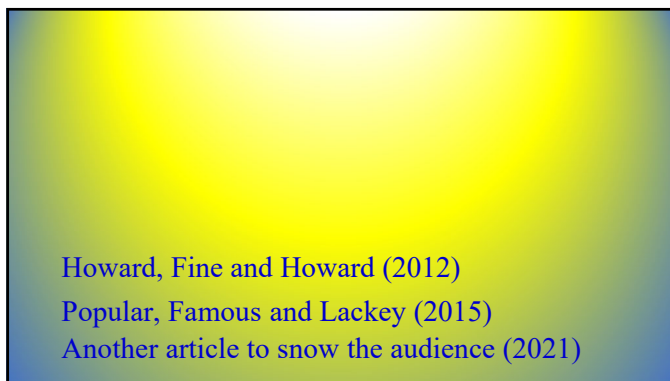 Howard, Fine and Howard (2012)
Popular, Famous and Lackey (2015)
Another article to snow the audience (2021)